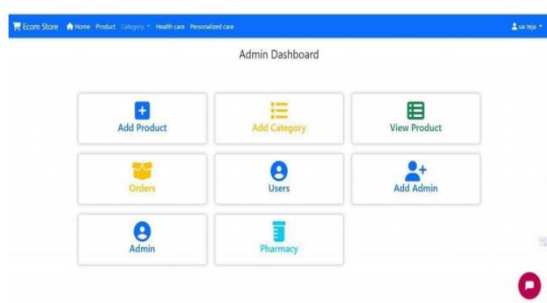 Ecom Store Home Product Category Health care Personalized care sai teja
Admin Dashboard
Add Product Add Category View Product
Orders Users Add Admin
Admin Pharmacy